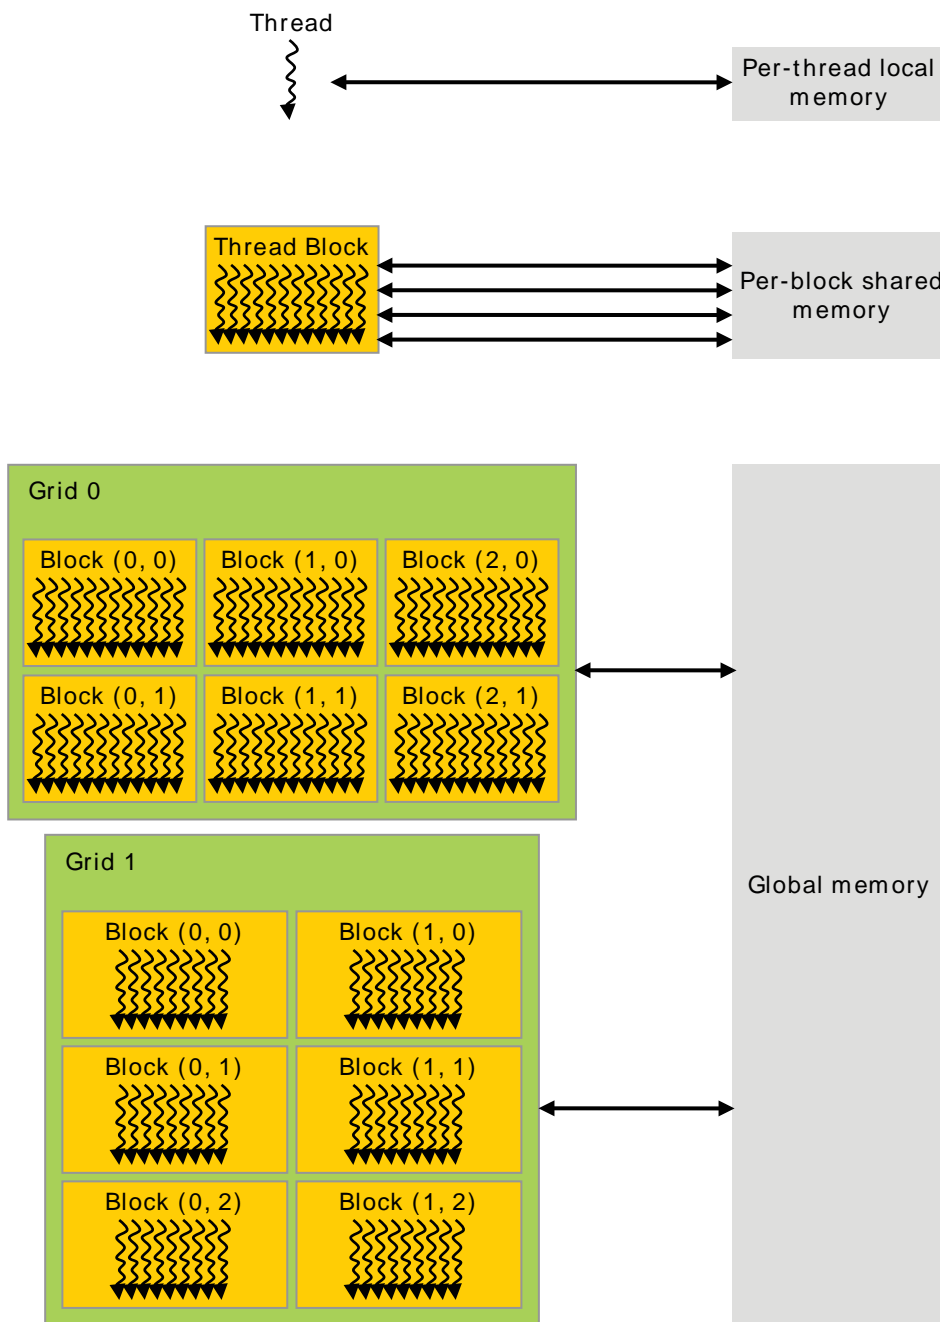 Thread
Per-thread local
memory
Thread Block
Per-block shared
memory
Grid 0
Block (0, 0)
Block (1, 0)
Block (2, 0)
Block (0, 1)
Block (1, 1)
Block (2, 1)
Grid 1
Global memory
Block (0, 0)
Block (1, 0)
Block (0, 1)
Block (1, 1)
Block (0, 2)
Block (1, 2)